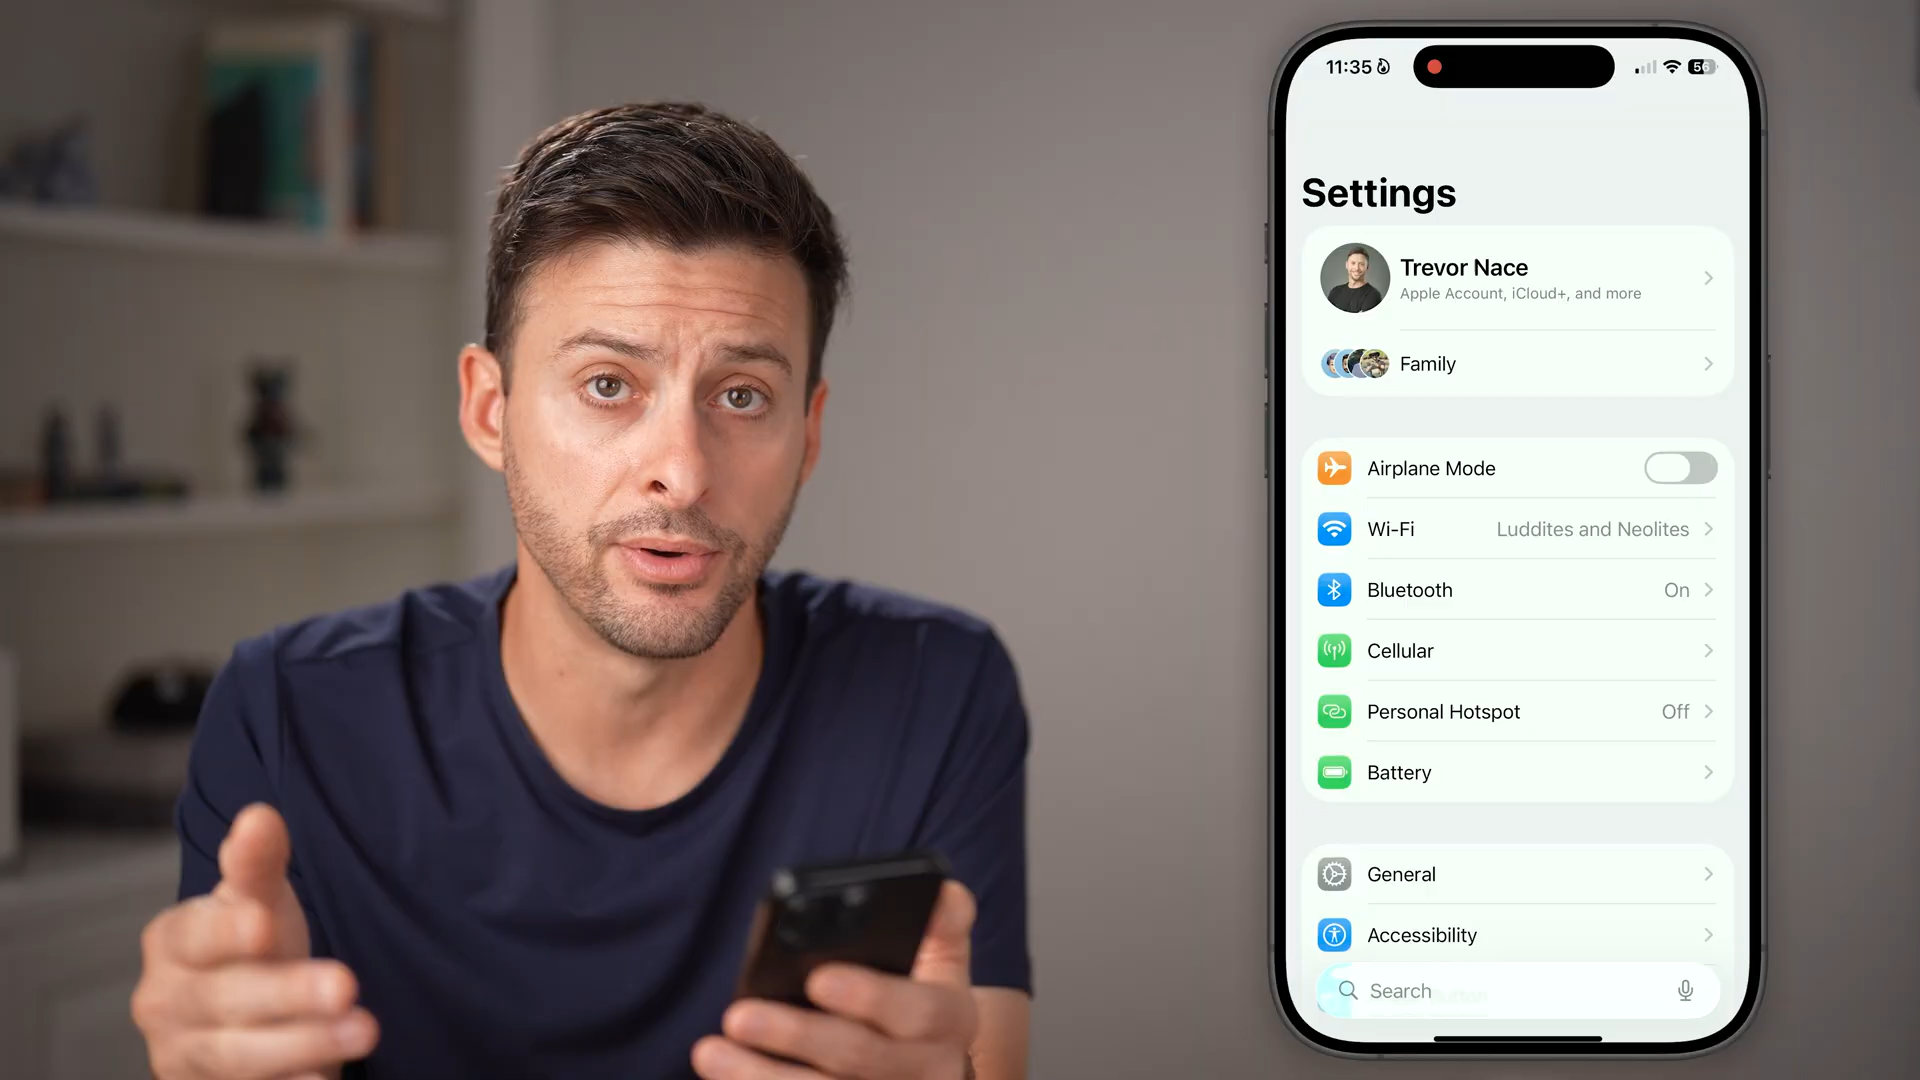 11:35
56
Settings
Trevor Nace
Apple Account, iCloud+, and more
Family
Airplane Mode
Wi-Fi Luddites and Neolites
Bluetooth On
Cellular
Personal Hotspot Off
Battery
General
Accessibility
Search